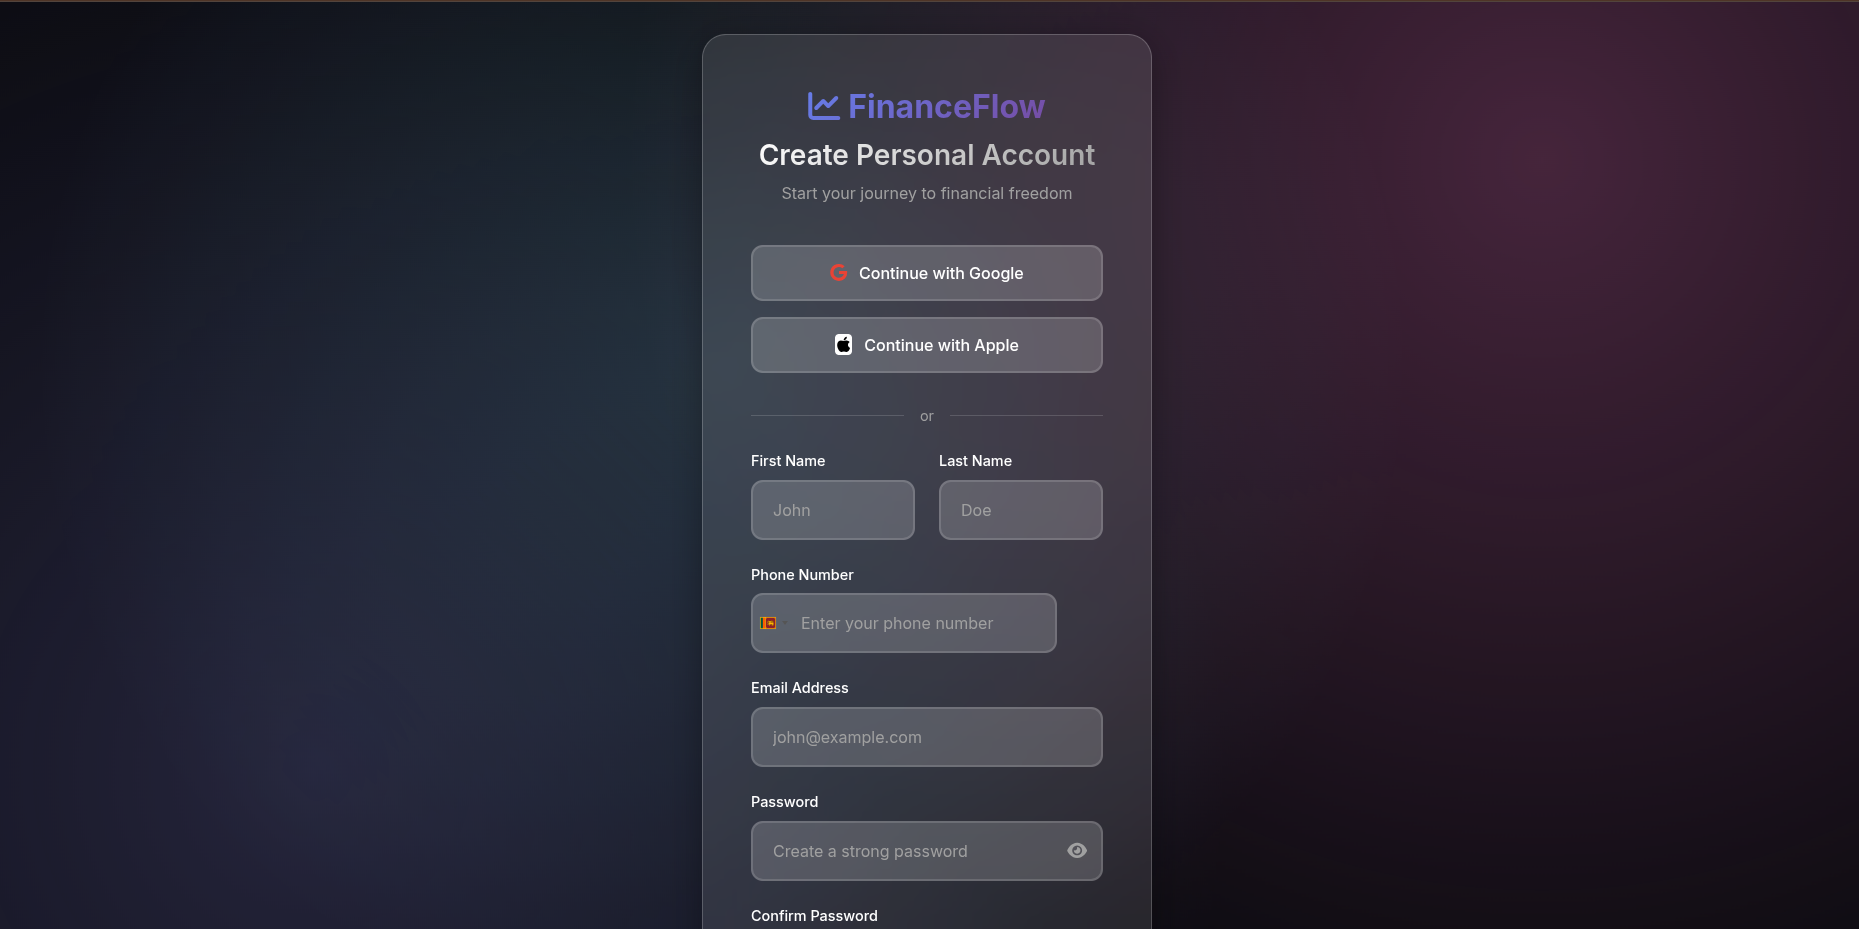 FinanceFlow
Create Personal Account
Start your journey to financial freedom
Continue with Google
Continue with Apple
or
First Name
Last Name
John
Doe
Phone Number
Enter your phone number
Email Address
john@example.com
Password
Create a strong password
Confirm Password